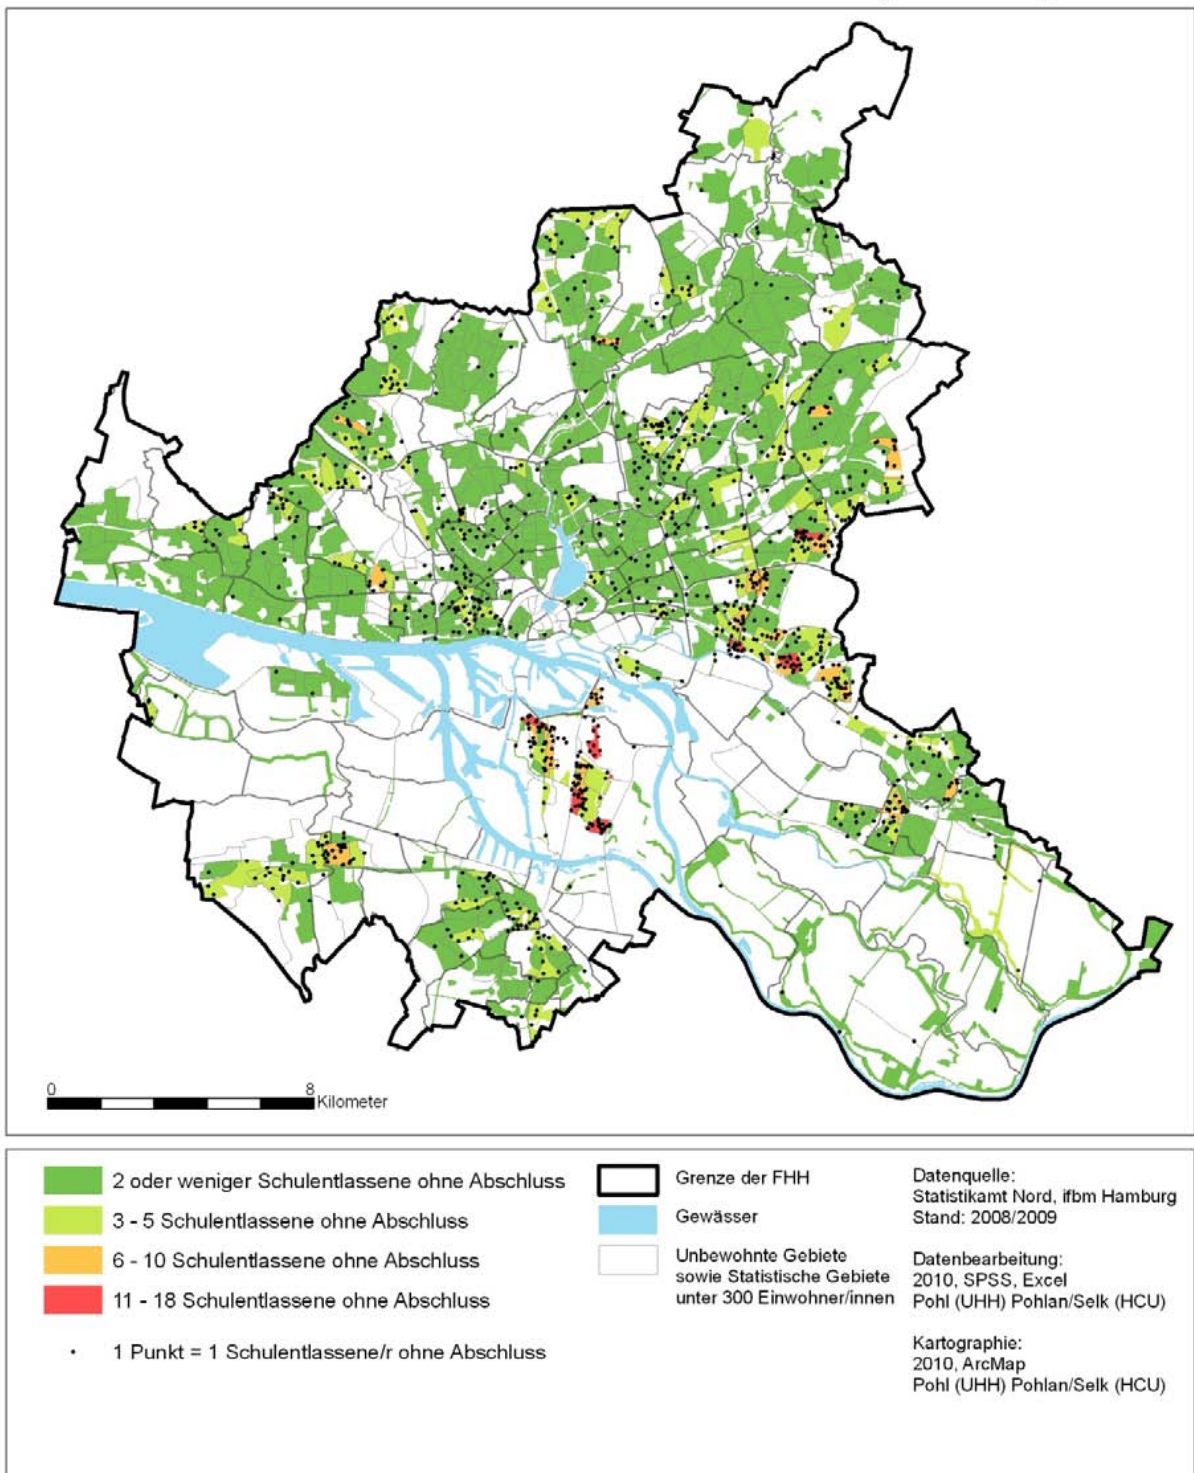 0 8
Kilometer
2 oder weniger Schulentlassene ohne Abschluss
3 - 5 Schulentlassene ohne Abschluss
6 - 10 Schulentlassene ohne Abschluss
11 - 18 Schulentlassene ohne Abschluss
1 Punkt = 1 Schulentlassene/r ohne Abschluss
Grenze der FHH
Gewässer
Unbewohnte Gebiete
sowie Statistische Gebiete
unter 300 Einwohner/innen
Datenquelle:
Statistikamt Nord, ifbm Hamburg
Stand: 2008/2009
Datenbearbeitung:
2010, SPSS, Excel
Pohl (UHH) Pohlan/Selk (HCU)
Kartographie:
2010, ArcMap
Pohl (UHH) Pohlan/Selk (HCU)